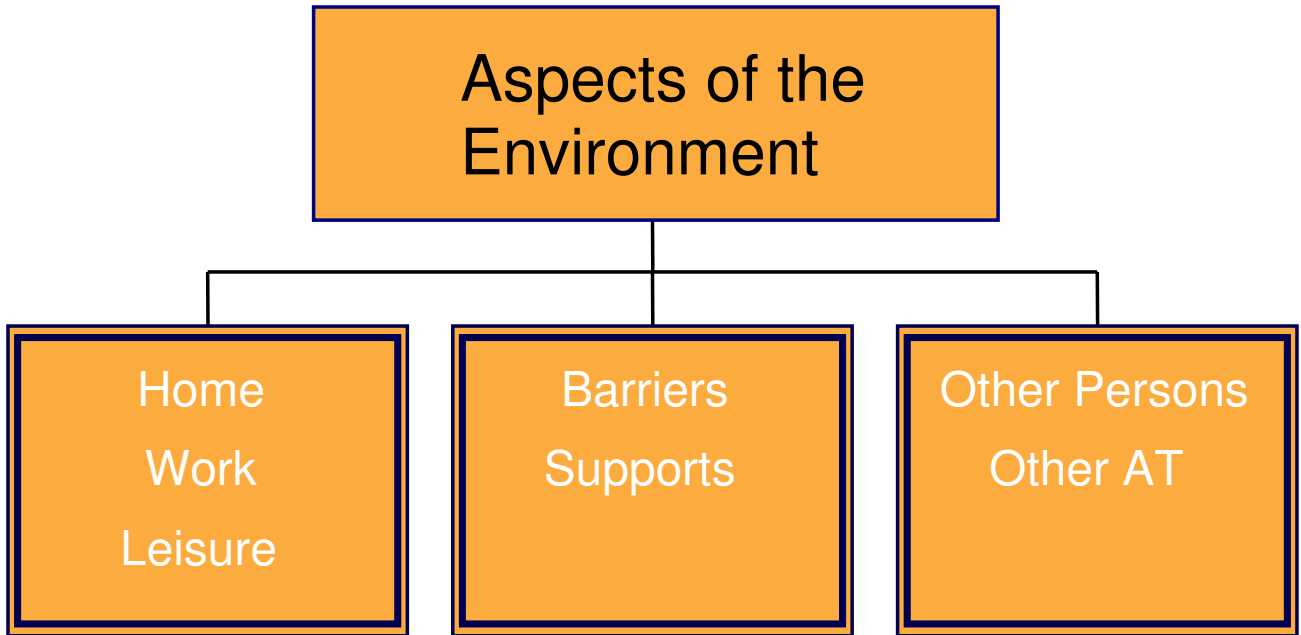 Aspects of the
Environment
Home
Work
Leisure
Barriers
Supports
Other Persons
Other AT